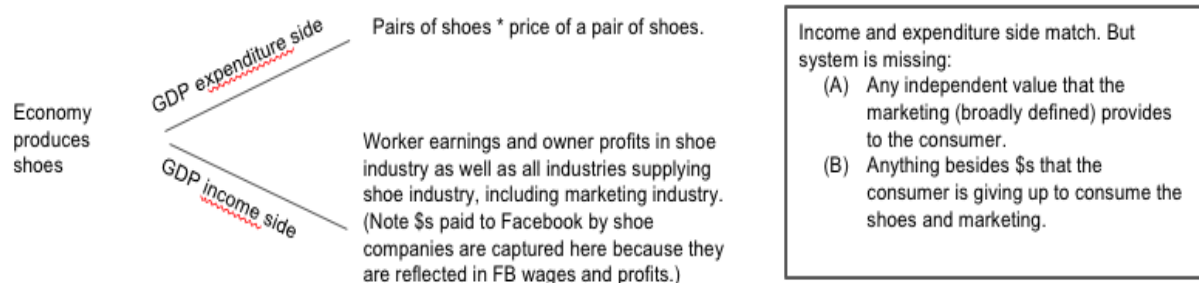 Economy
produces
shoes
GDP expenditure side
Pairs of shoes * price of a pair of shoes.
GDP income side
Worker earnings and owner profits in shoe
industry as well as all industries supplying
shoe industry, including marketing industry.
(Note $s paid to Facebook by shoe
companies are captured here because they
are reflected in FB wages and profits.)
Income and expenditure side match. But
system is missing:
(A) Any independent value that the
marketing (broadly defined) provides
to the consumer.
(B) Anything besides $s that the
consumer is giving up to consume the
shoes and marketing.